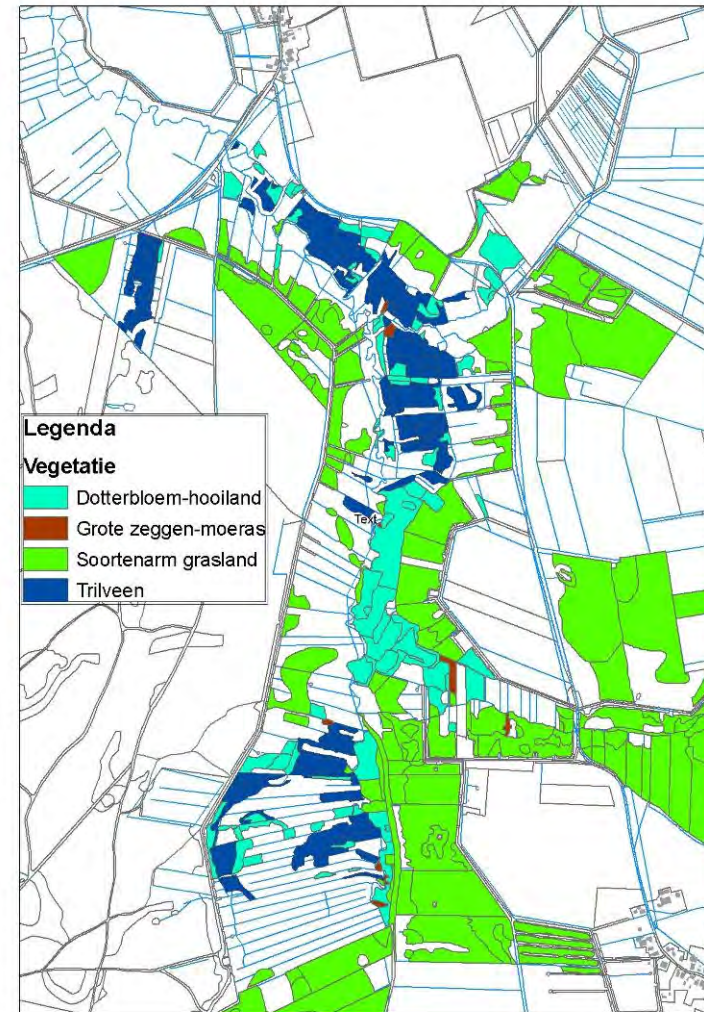 Legenda
Vegetatie
Dotterbloem-hooiland
Grote zeggen-moeras
Soortenarm grasland
Trilveen
Text